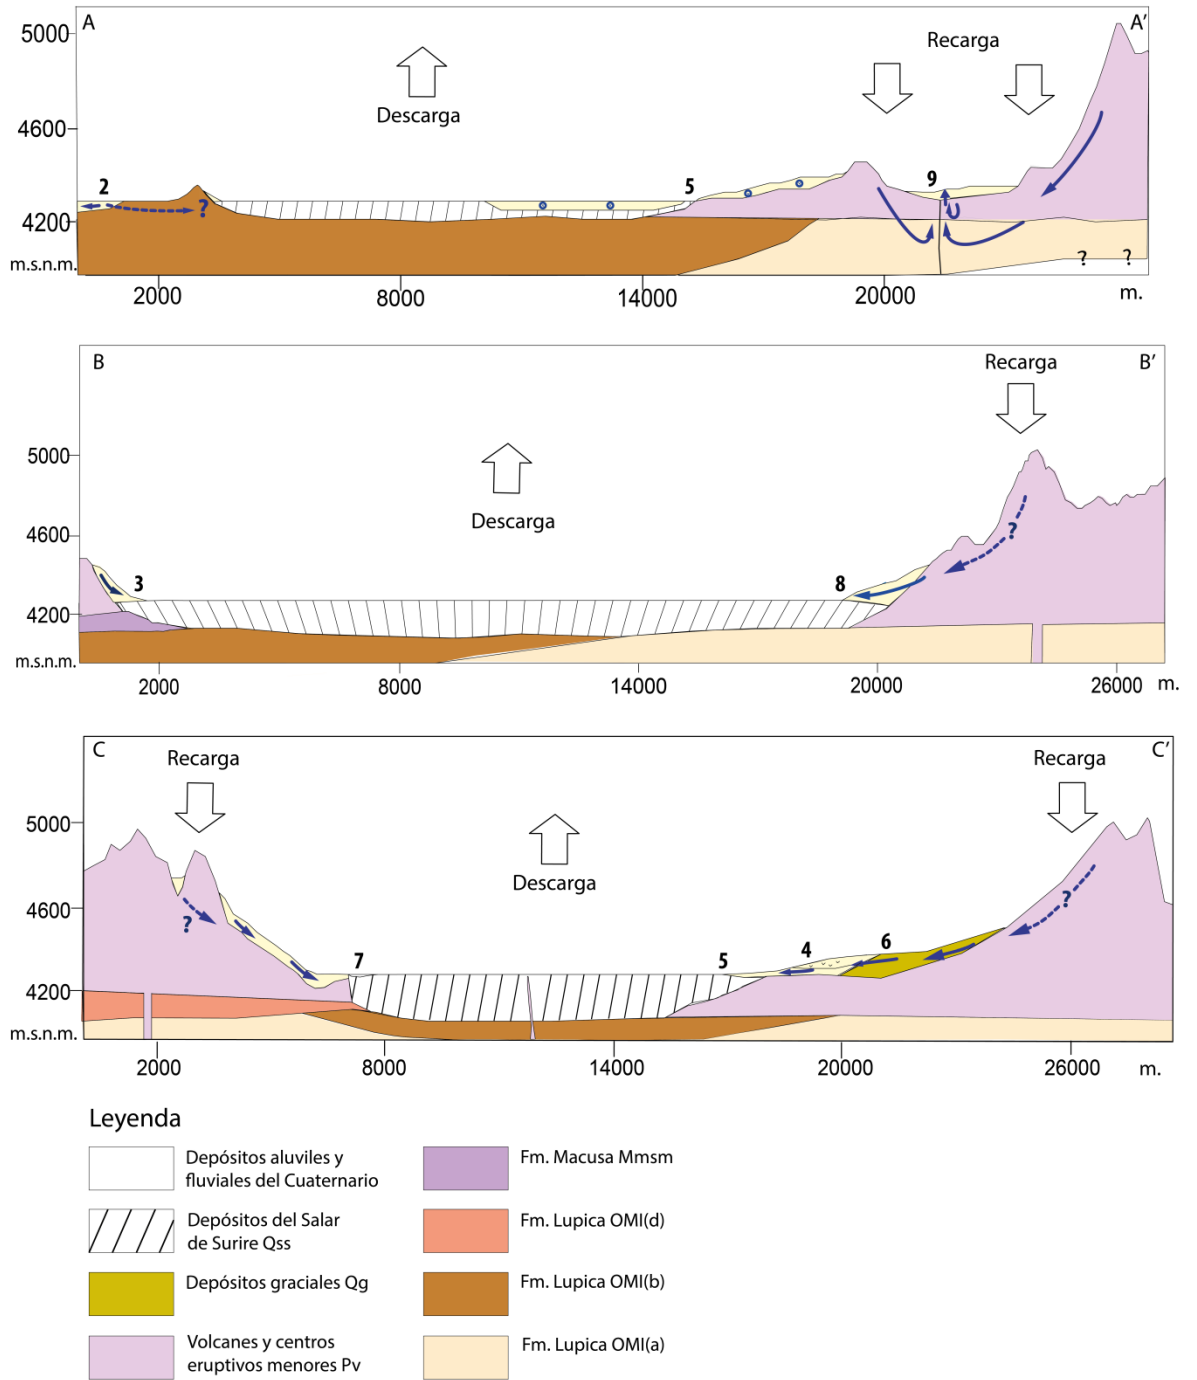 A
A'
5000
4600
4200
m.s.n.m.
Descarga
Recarga
2
?
5
9
? ?
2000
8000
14000
20000
m.
B
B'
Recarga
5000
4600
4200
m.s.n.m.
Descarga
3
8
?
2000
8000
14000
20000
26000
m.
C
C'
Recarga
Recarga
5000
4600
4200
m.s.n.m.
Descarga
?
7
5
4
6
?
2000
8000
14000
20000
26000
m.
Leyenda
Depósitos aluviles y
fluviales del Cuaternario
Depósitos del Salar
de Surire Qss
Depósitos graciales Qg
Volcanes y centros
eruptivos menores Pv
Fm. Macusa Mmsm
Fm. Lupica OMI(d)
Fm. Lupica OMI(b)
Fm. Lupica OMI(a)